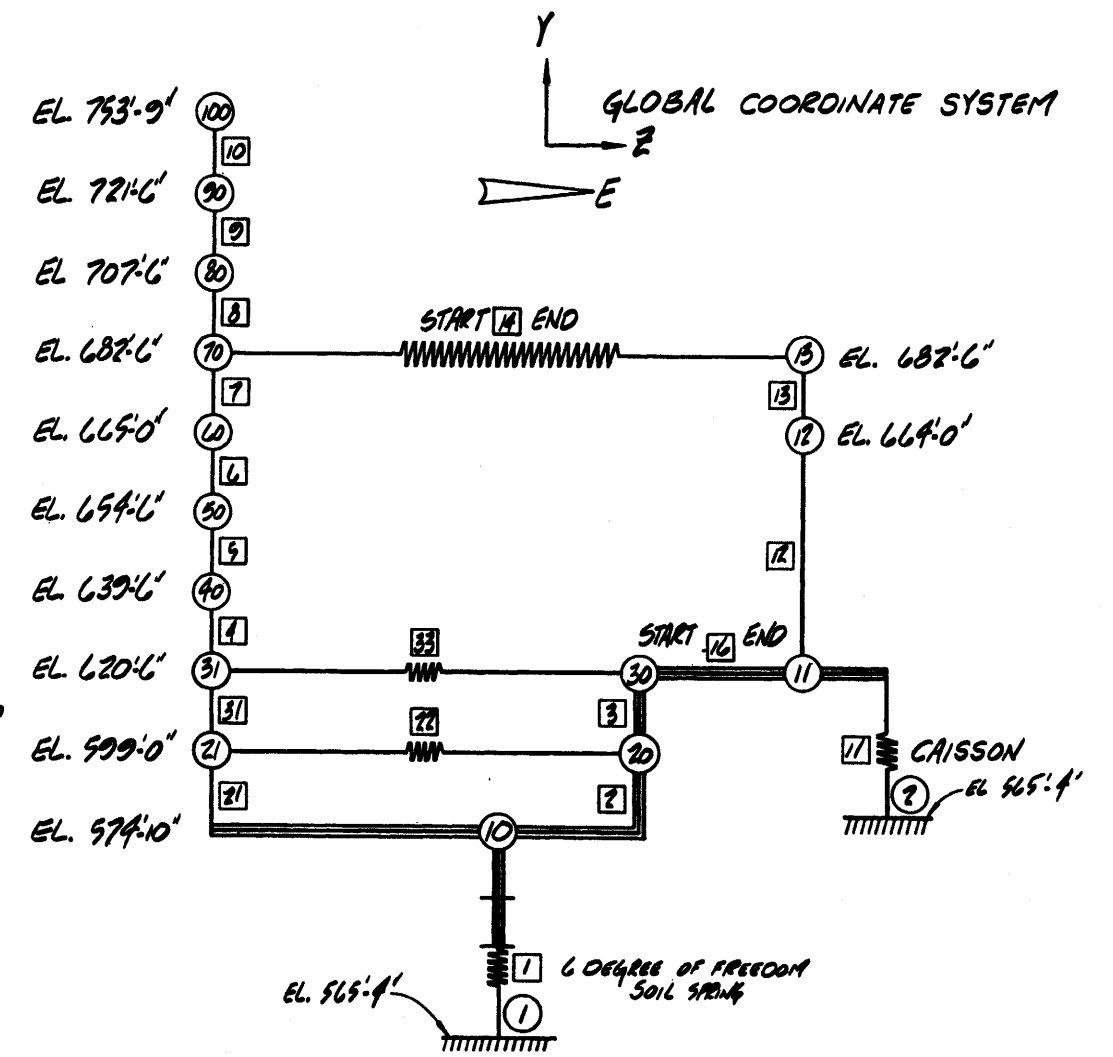 Y
GLOBAL COORDINATE SYSTEM
Z
E
EL. 753'-9" 100
10
EL. 721'-6" 90
9
EL 707'-6" 80
8
START 14 END
EL. 682'-6" 70 13 EL. 682'-6"
7 13
EL. 665'-0" 60 12 EL. 664'-0"
6
EL. 654'-6" 50
5 12
EL. 639'-6" 40
4 33 START 16 END
EL. 620'-6" 31 30 11
31 22 3
EL. 599'-0" 21 20 11 CAISSON
21 2 2 EL 565'-4"
EL. 574'-10" 10
1 6 DEGREE OF FREEDOM
SOIL SPRING
EL. 565'-4" 1